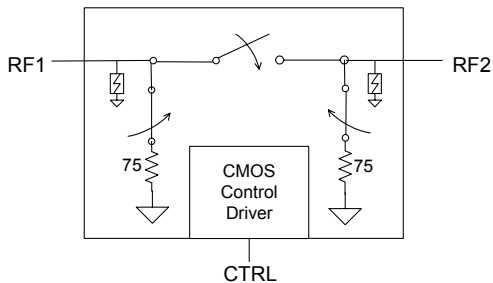 RF1
RF2
75
75
CMOS
Control
Driver
CTRL